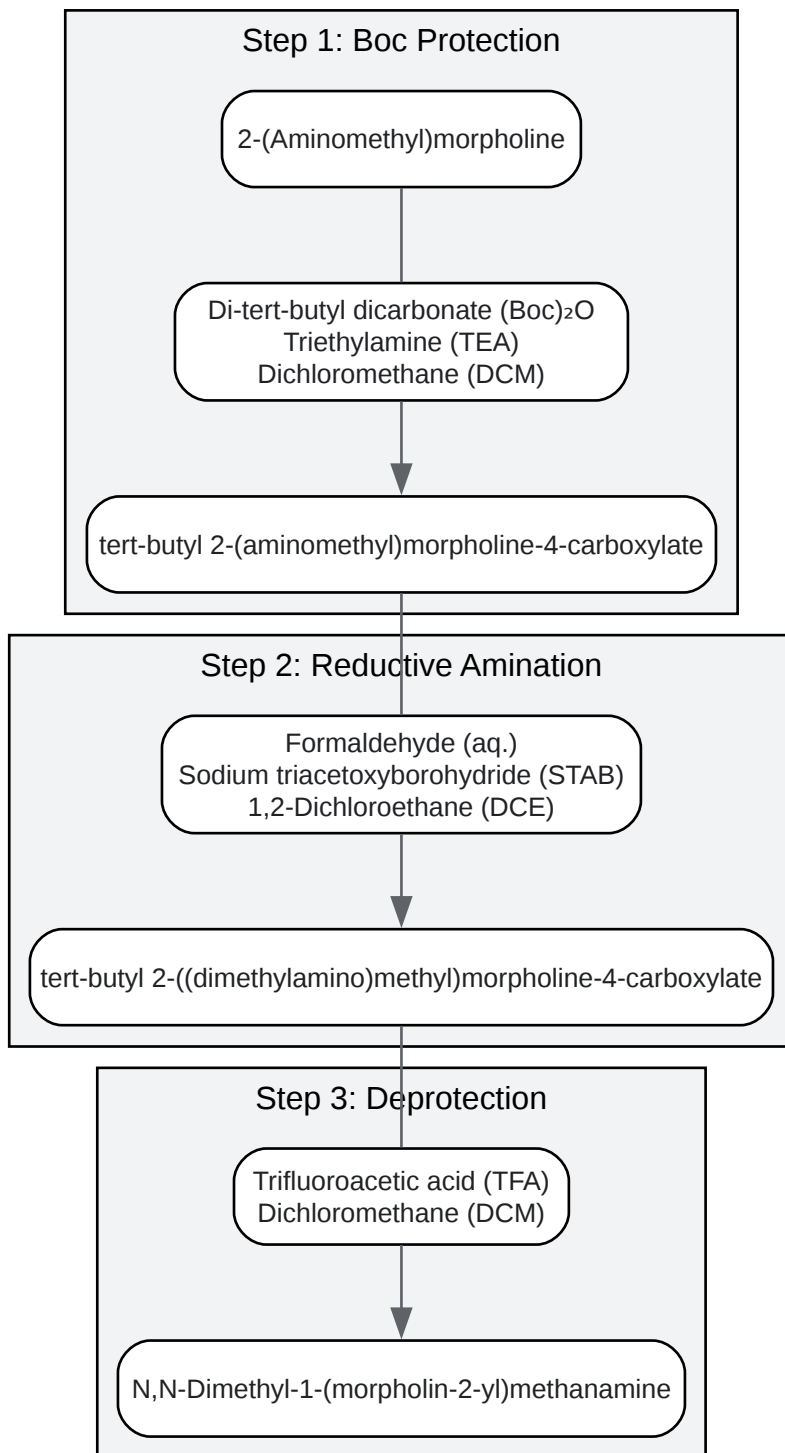 Step 1: Boc Protection
2-(Aminomethyl)morpholine
Di-tert-butyl dicarbonate (Boc)₂O
Triethylamine (TEA)
Dichloromethane (DCM)
tert-butyl 2-(aminomethyl)morpholine-4-carboxylate
Step 2: Reductive Amination
Formaldehyde (aq.)
Sodium triacetoxyborohydride (STAB)
1,2-Dichloroethane (DCE)
tert-butyl 2-((dimethylamino)methyl)morpholine-4-carboxylate
Step 3: Deprotection
Trifluoroacetic acid (TFA)
Dichloromethane (DCM)
N,N-Dimethyl-1-(morpholin-2-yl)methanamine